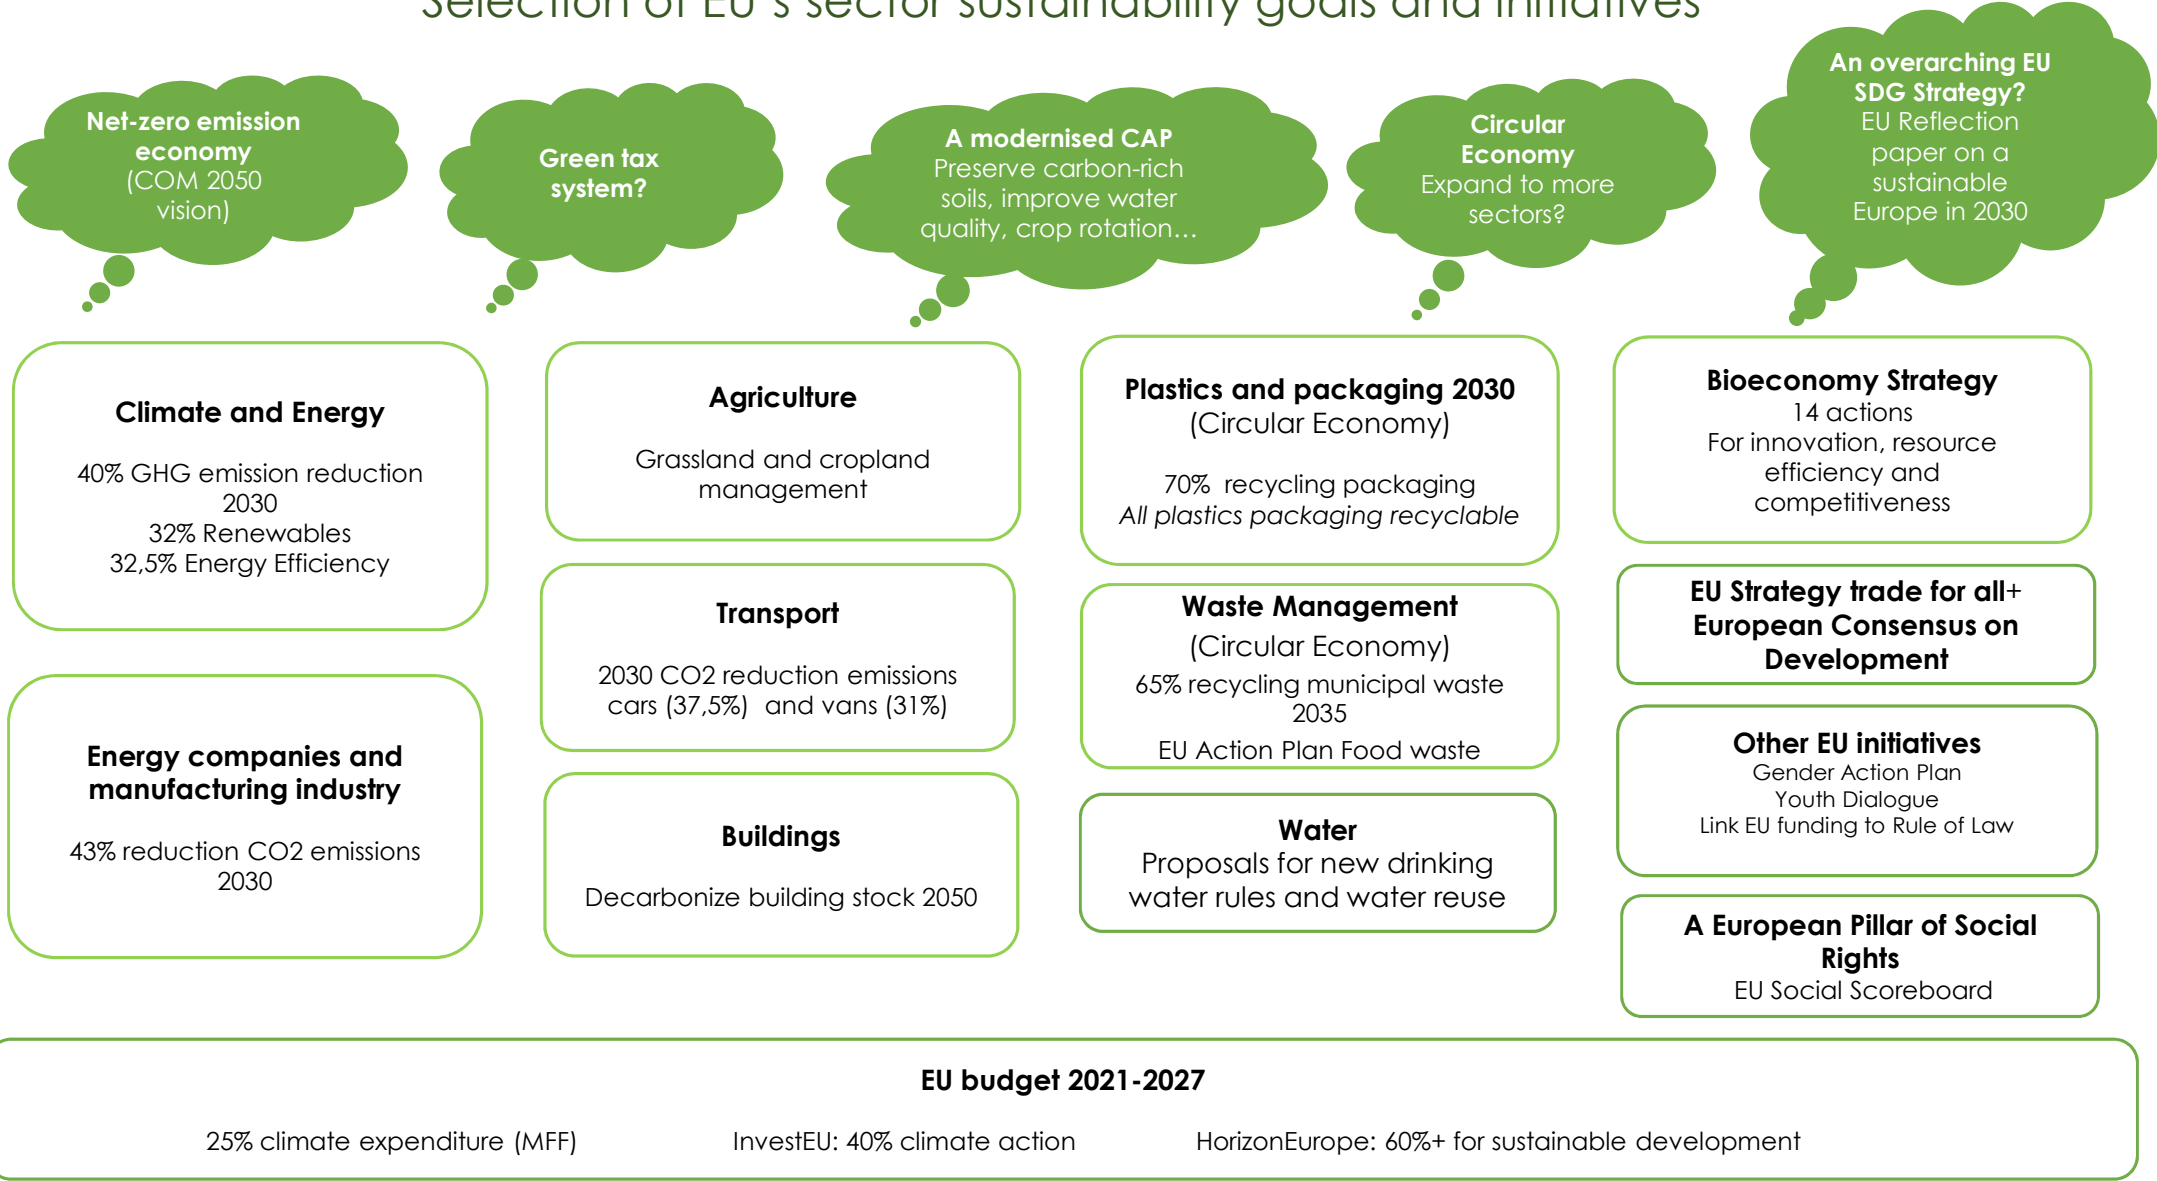 Selection of EU's sector sustainability goals and initiatives
Net-zero emission
economy
(COM 2050
vision)
Green tax
system?
A modernised CAP
Preserve carbon-rich
soils, improve water
quality, crop rotation...
Circular
Economy
Expand to more
sectors?
An overarching EU
SDG Strategy?
EU Reflection
paper on a
sustainable
Europe in 2030
Climate and Energy
40% GHG emission reduction
2030
32% Renewables
32,5% Energy Efficiency
Energy companies and
manufacturing industry
43% reduction CO2 emissions
2030
Agriculture
Grassland and cropland
management
Transport
2030 CO2 reduction emissions
cars (37,5%)  and vans (31%)
Buildings
Decarbonize building stock 2050
Plastics and packaging 2030
(Circular Economy)
70%  recycling packaging
All plastics packaging recyclable
Waste Management
(Circular Economy)
65% recycling municipal waste
2035
EU Action Plan Food waste
Water
Proposals for new drinking
water rules and water reuse
Bioeconomy Strategy
14 actions
For innovation, resource
efficiency and
competitiveness
EU Strategy trade for all+
European Consensus on
Development
Other EU initiatives
Gender Action Plan
Youth Dialogue
Link EU funding to Rule of Law
A European Pillar of Social
Rights
EU Social Scoreboard
EU budget 2021-2027
25% climate expenditure (MFF)
InvestEU: 40% climate action
HorizonEurope: 60%+ for sustainable development